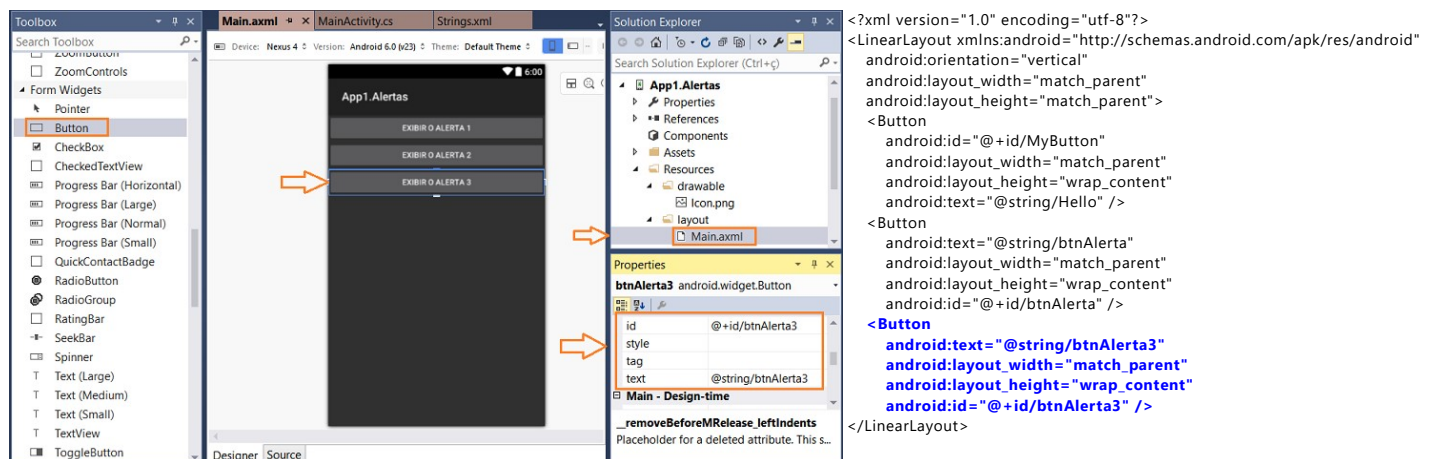 Toolbox
Search Toolbox
ZoomButton
ZoomControls
Form Widgets
Pointer
Button
CheckBox
CheckedTextView
Progress Bar (Horizontal)
Progress Bar (Large)
Progress Bar (Normal)
Progress Bar (Small)
QuickContactBadge
RadioButton
RadioGroup
RatingBar
SeekBar
Spinner
Text (Large)
Text (Medium)
Text (Small)
TextView
ToggleButton
Main.axml MainActivity.cs Strings.xml
Device: Nexus 4 Version: Android 6.0 (v23) Theme: Default Theme
6:00
App1.Alertas
EXIBIR O ALERTA 1
EXIBIR O ALERTA 2
EXIBIR O ALERTA 3
Designer Source
Solution Explorer
Search Solution Explorer (Ctrl+ç)
App1.Alertas
Properties
References
Components
Assets
Resources
drawable
Icon.png
layout
Main.axml
Properties
btnAlerta3 android.widget.Button
id @+id/btnAlerta3
style
tag
text @string/btnAlerta3
Main - Design-time
__removeBeforeMRelease_leftIndents
Placeholder for a deleted attribute. This s...
<?xml version="1.0" encoding="utf-8"?>
<LinearLayout xmlns:android="http://schemas.android.com/apk/res/android"
android:orientation="vertical"
android:layout_width="match_parent"
android:layout_height="match_parent">
<Button
android:id="@+id/MyButton"
android:layout_width="match_parent"
android:layout_height="wrap_content"
android:text="@string/Hello" />
<Button
android:text="@string/btnAlerta"
android:layout_width="match_parent"
android:layout_height="wrap_content"
android:id="@+id/btnAlerta" />
<Button
android:text="@string/btnAlerta3"
android:layout_width="match_parent"
android:layout_height="wrap_content"
android:id="@+id/btnAlerta3" />
</LinearLayout>